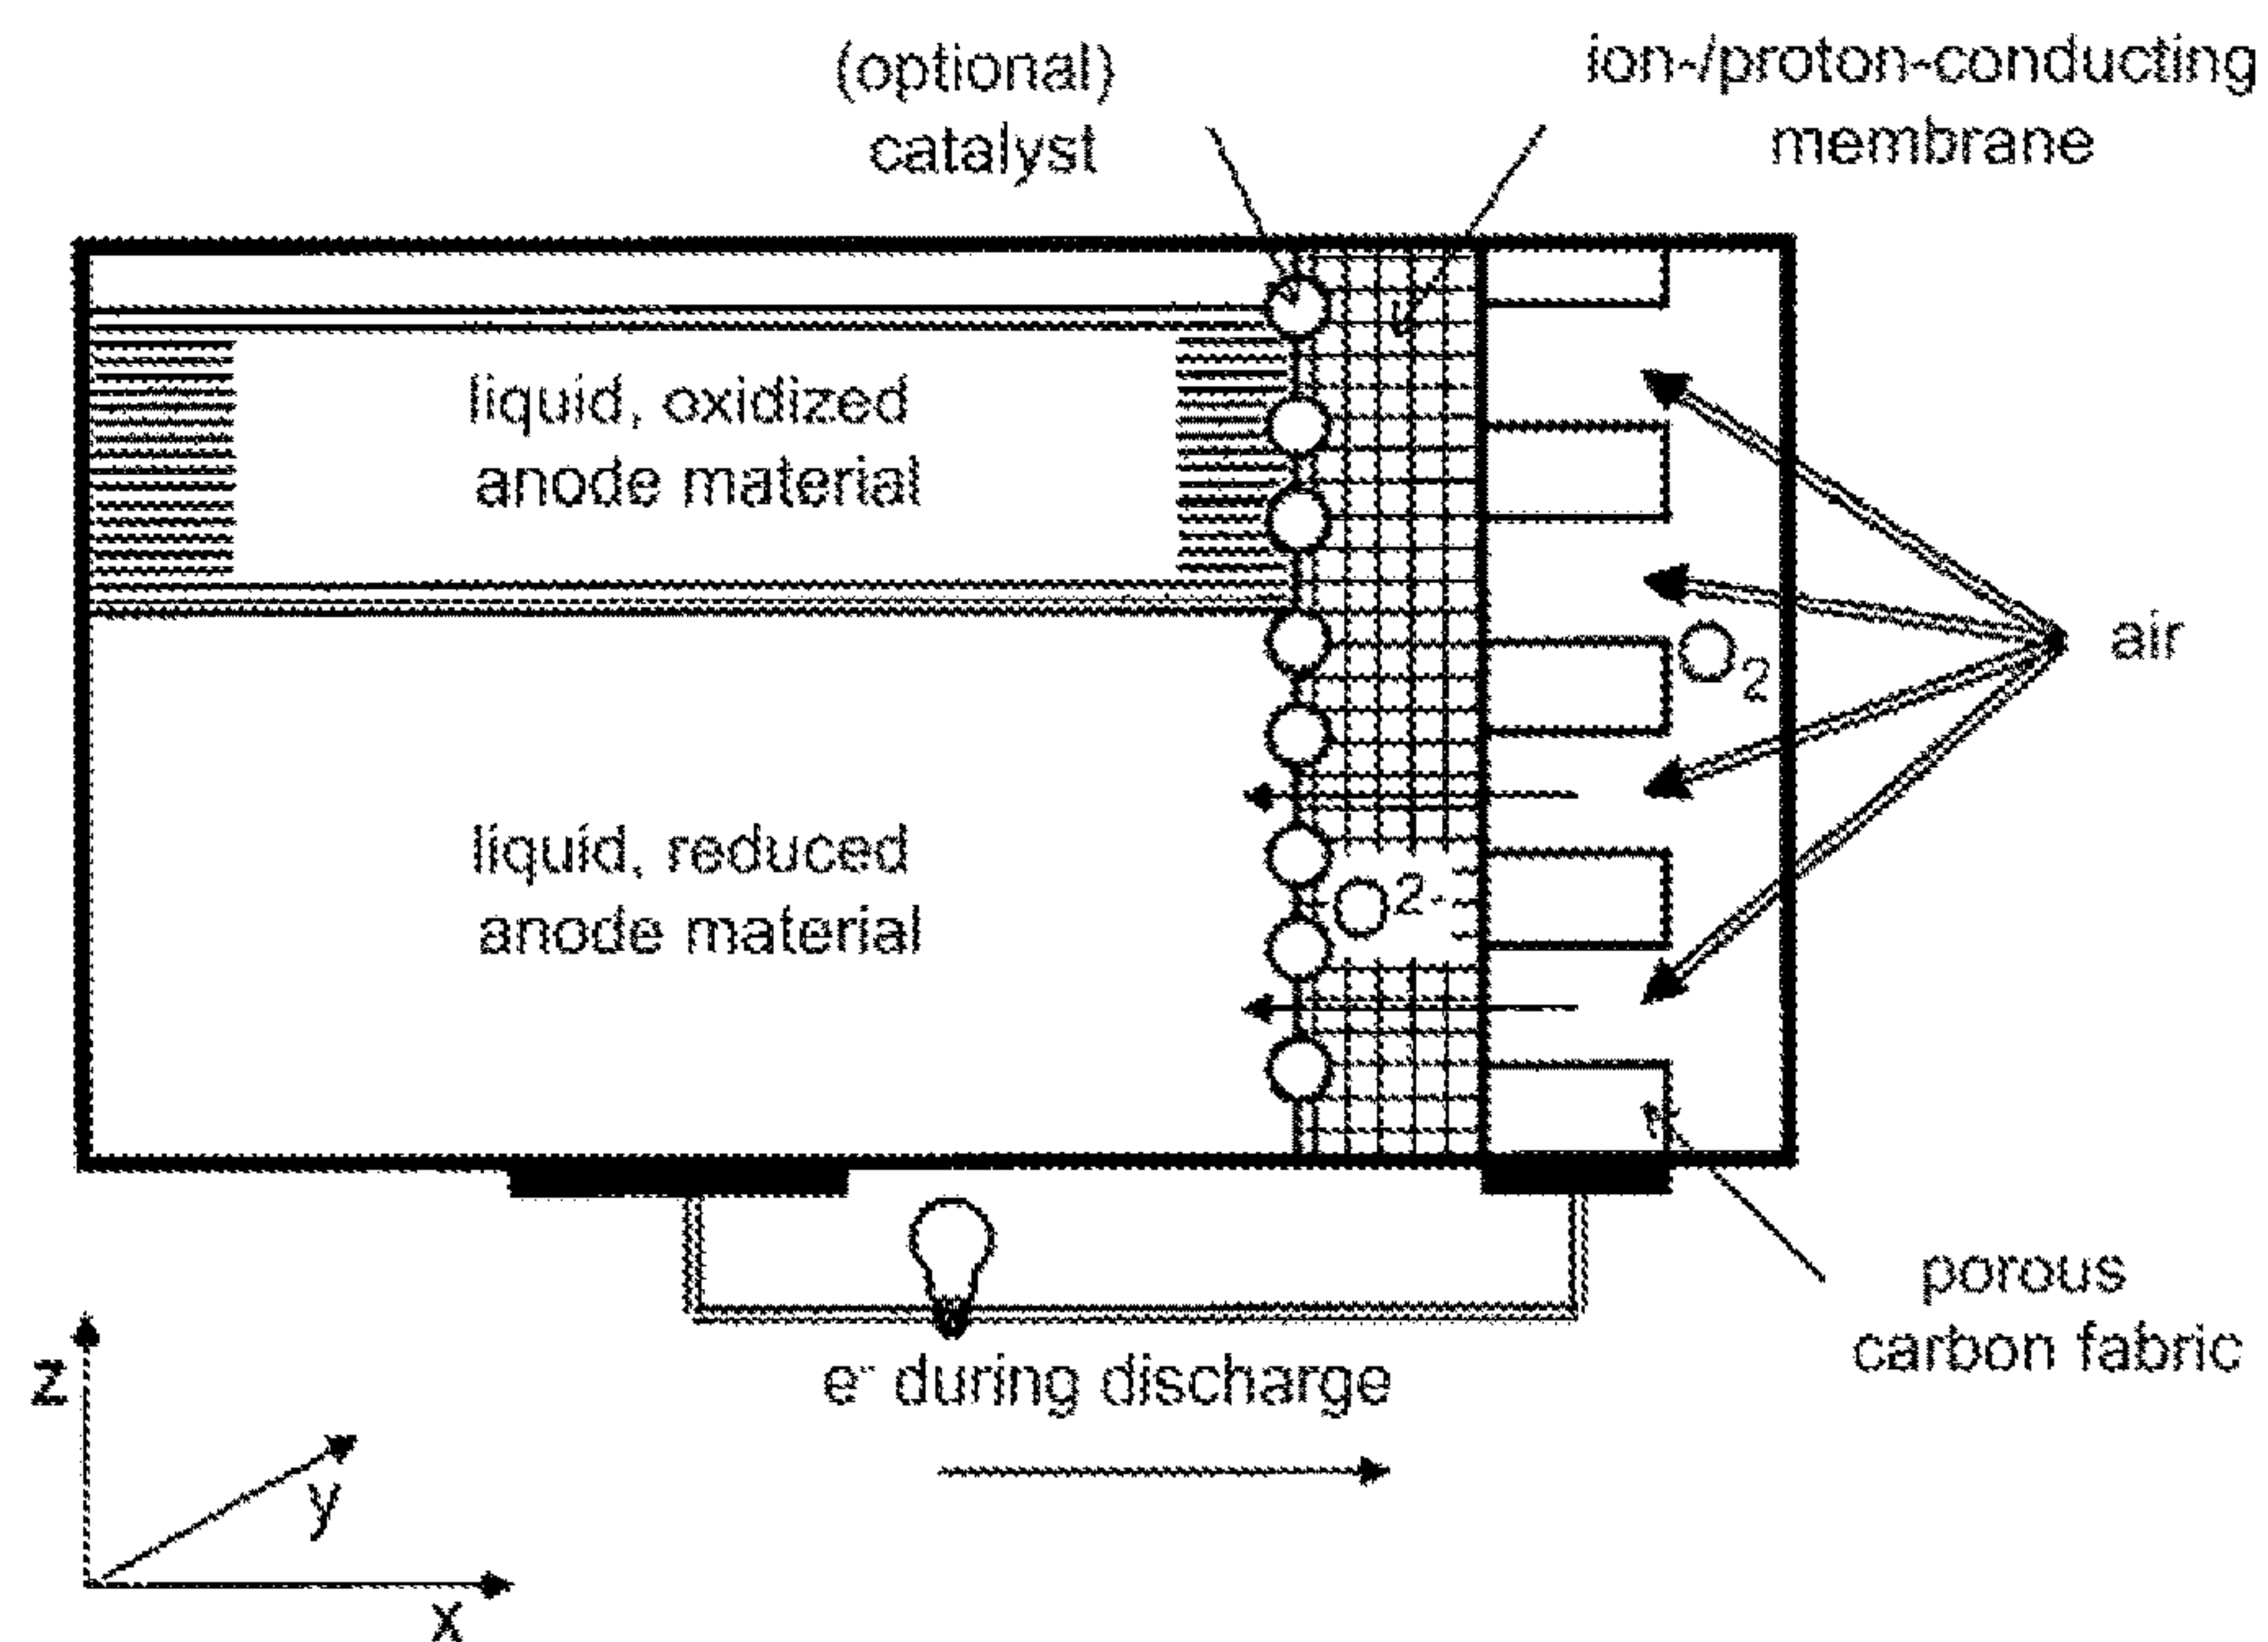 (optional)
catalyst
ion-/proton-conducting
membrane
liquid, oxidized
anode material
air
O2
liquid, reduced
anode material
O2-
porous
carbon fabric
e- during discharge
z
y
x